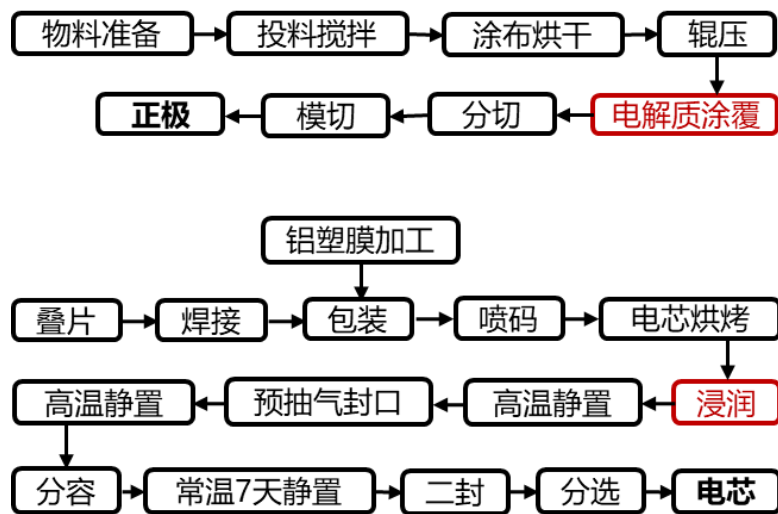 物料准备 投料搅拌 涂布烘干 辊压
正极 模切 分切 电解质涂覆
铝塑膜加工
叠片 焊接 包装 喷码 电芯烘烤
高温静置 预抽气封口 高温静置 浸润
分容 常温7天静置 二封 分选 电芯